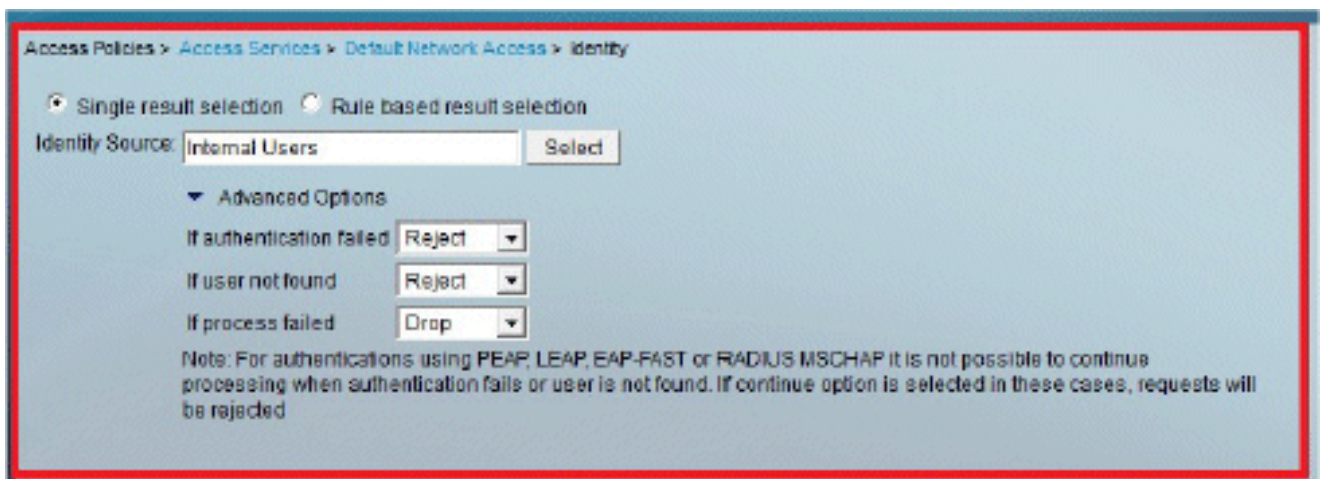 Access Policies > Access Services > Default Network Access > Identity
Single result selection Rule based result selection
Identity Source: Internal Users Select
Advanced Options
If authentication failed Reject
If user not found Reject
If process failed Drop
Note: For authentications using PEAP, LEAP, EAP-FAST or RADIUS MSCHAP it is not possible to continue
processing when authentication fails or user is not found. If continue option is selected in these cases, requests will
be rejected